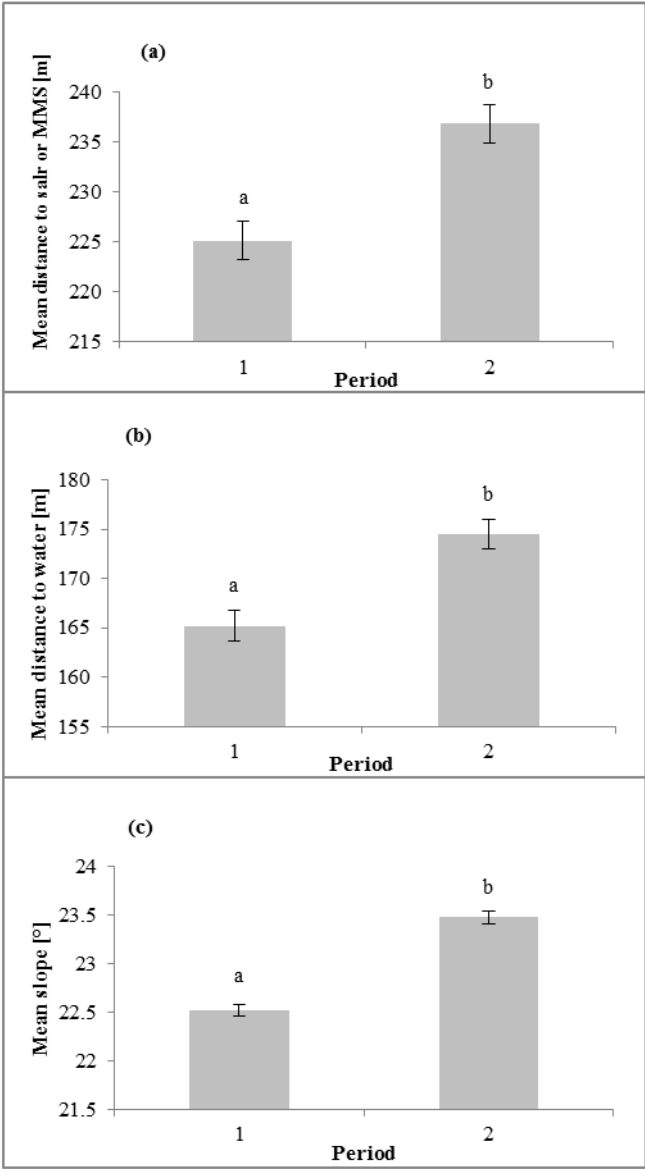 (a)
Mean distance to salr or MMS [m]
240
235
230
225
220
215
a
b
1
2
Period
(b)
Mean distance to water [m]
180
175
170
165
160
155
a
b
1
2
Period
(c)
Mean slope [°]
24
23.5
23
22.5
22
21.5
a
b
1
2
Period